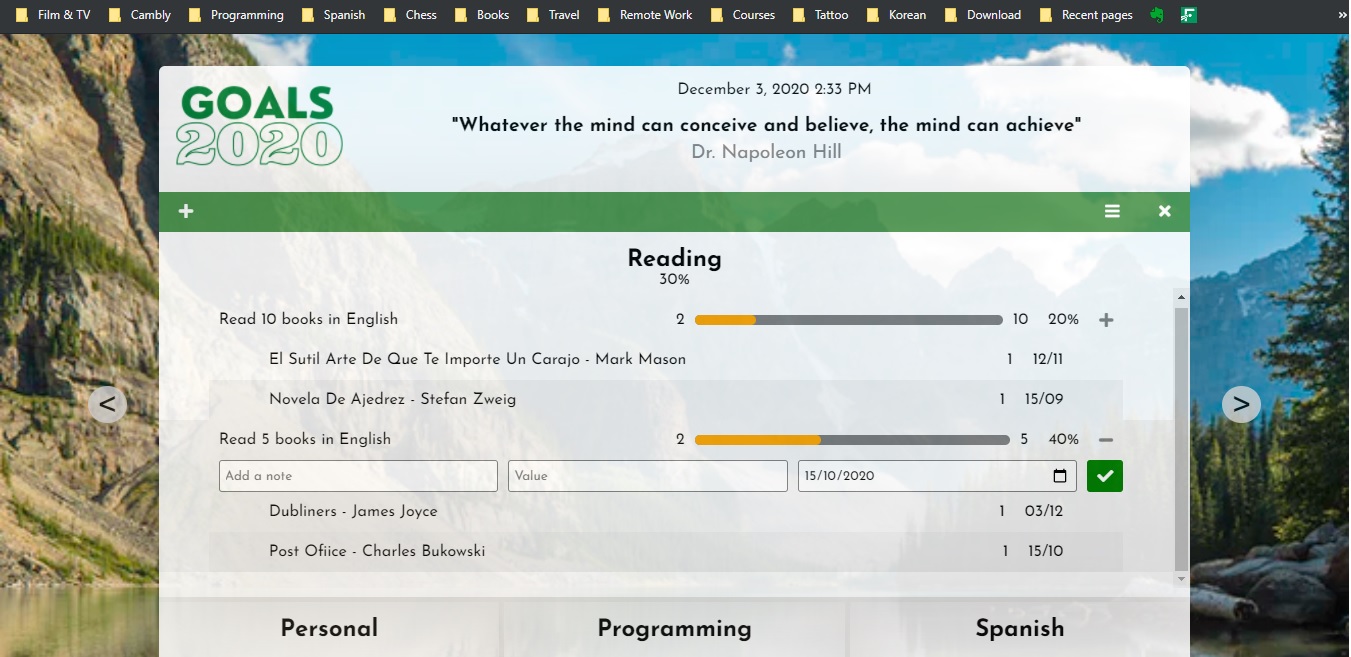 Film & TV Cambly Programming Spanish Chess Books Travel Remote Work Courses Tattoo Korean Download Recent pages »
GOALS
2020
December 3, 2020 2:33 PM
"Whatever the mind can conceive and believe, the mind can achieve"
Dr. Napoleon Hill
Reading
30%
Read 10 books in English 2 10 20% +
El Sutil Arte De Que Te Importe Un Carajo - Mark Mason 1 12/11
Novela De Ajedrez - Stefan Zweig 1 15/09
< >
Read 5 books in English 2 5 40% −
Add a note Value 15/10/2020
Dubliners - James Joyce 1 03/12
Post Ofiice - Charles Bukowski 1 15/10
Personal Programming Spanish